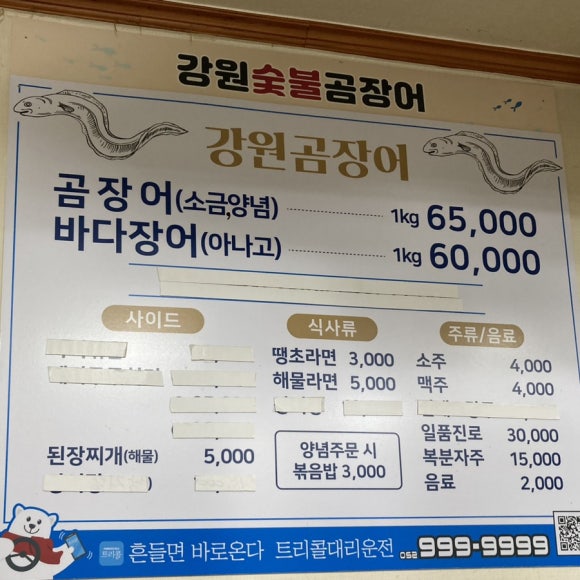 강원숯불곰장어
강원곰장어
곰장어(소금,양념) 1kg 65,000
바다장어(아나고) 1kg 60,000
사이드
된장찌개(해물) 5,000
식사류
땡초라면 3,000
해물라면 5,000
양념주문 시
볶음밥 3,000
주류/음료
소주 4,000
맥주 4,000
일품진로 30,000
복분자주 15,000
음료 2,000
트리콜 흔들면 바로온다 트리콜대리운전 052 999-9999